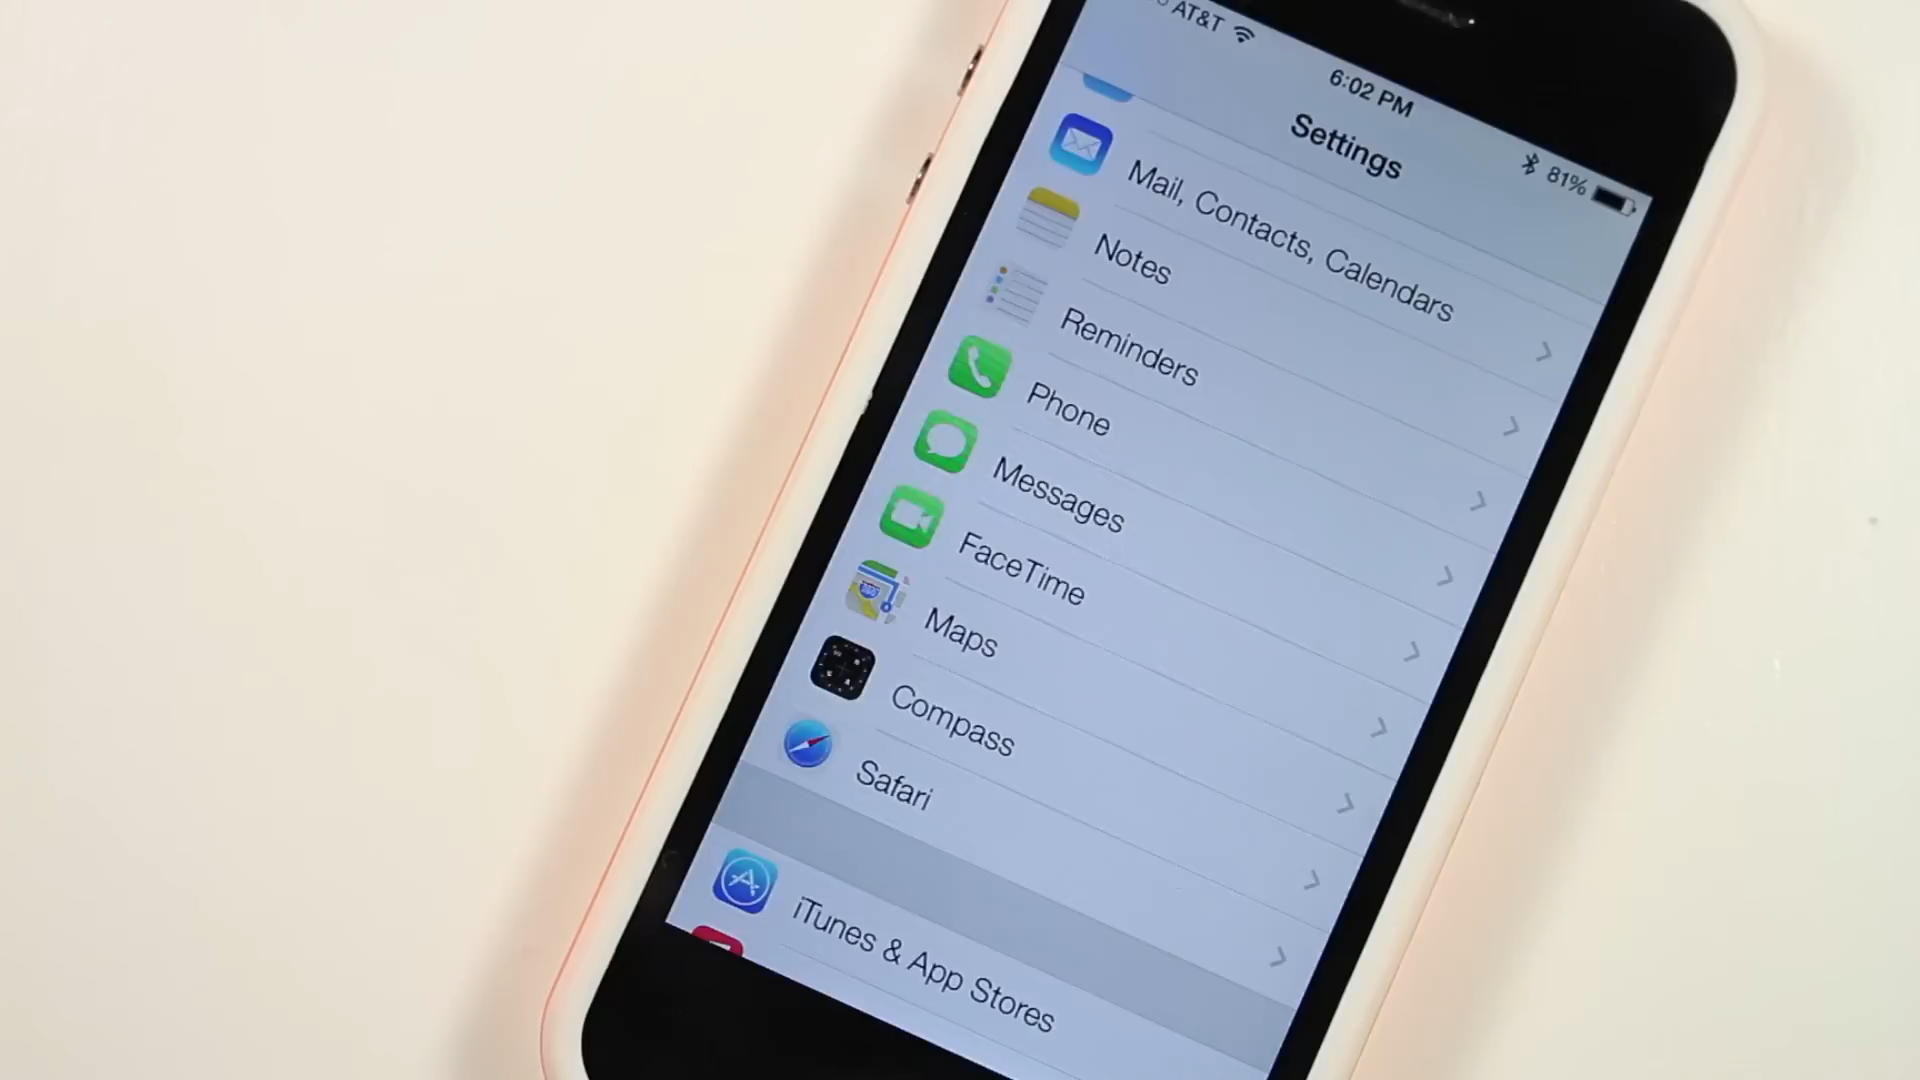 AT&T
6:02 PM
81%
Settings
Mail, Contacts, Calendars
Notes
Reminders
Phone
Messages
FaceTime
Maps
Compass
Safari
iTunes & App Stores